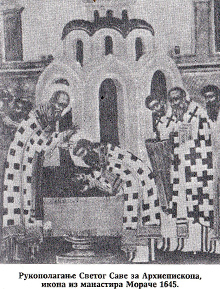 Рукополагање Светог Саве за Архиепископа,
икона из манастира Мораче 1645.